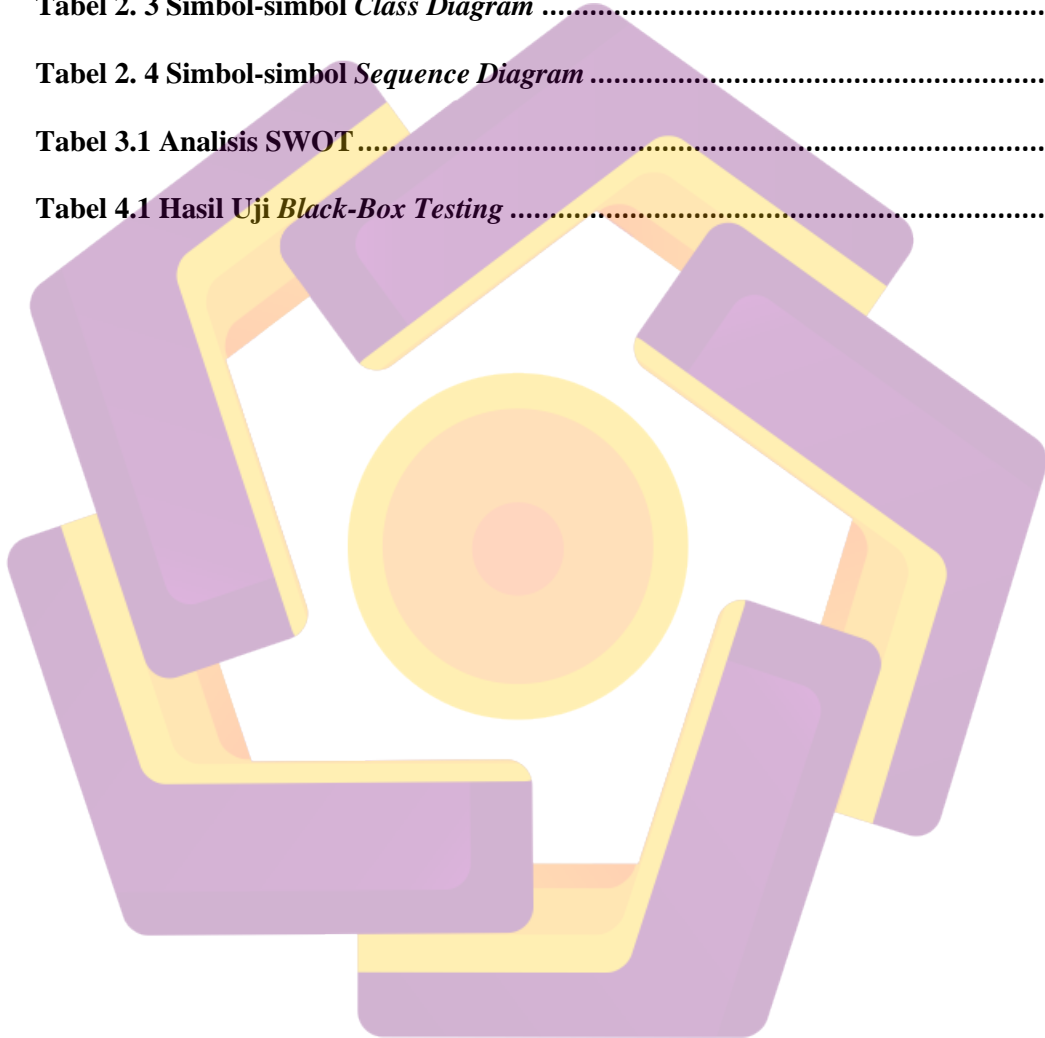 Tabel 2. 3 Simbol-simbol Class Diagram ................................................................
Tabel 2. 4 Simbol-simbol Sequence Diagram ..........................................................
Tabel 3.1 Analisis SWOT ........................................................................................
Tabel 4.1 Hasil Uji Black-Box Testing ....................................................................